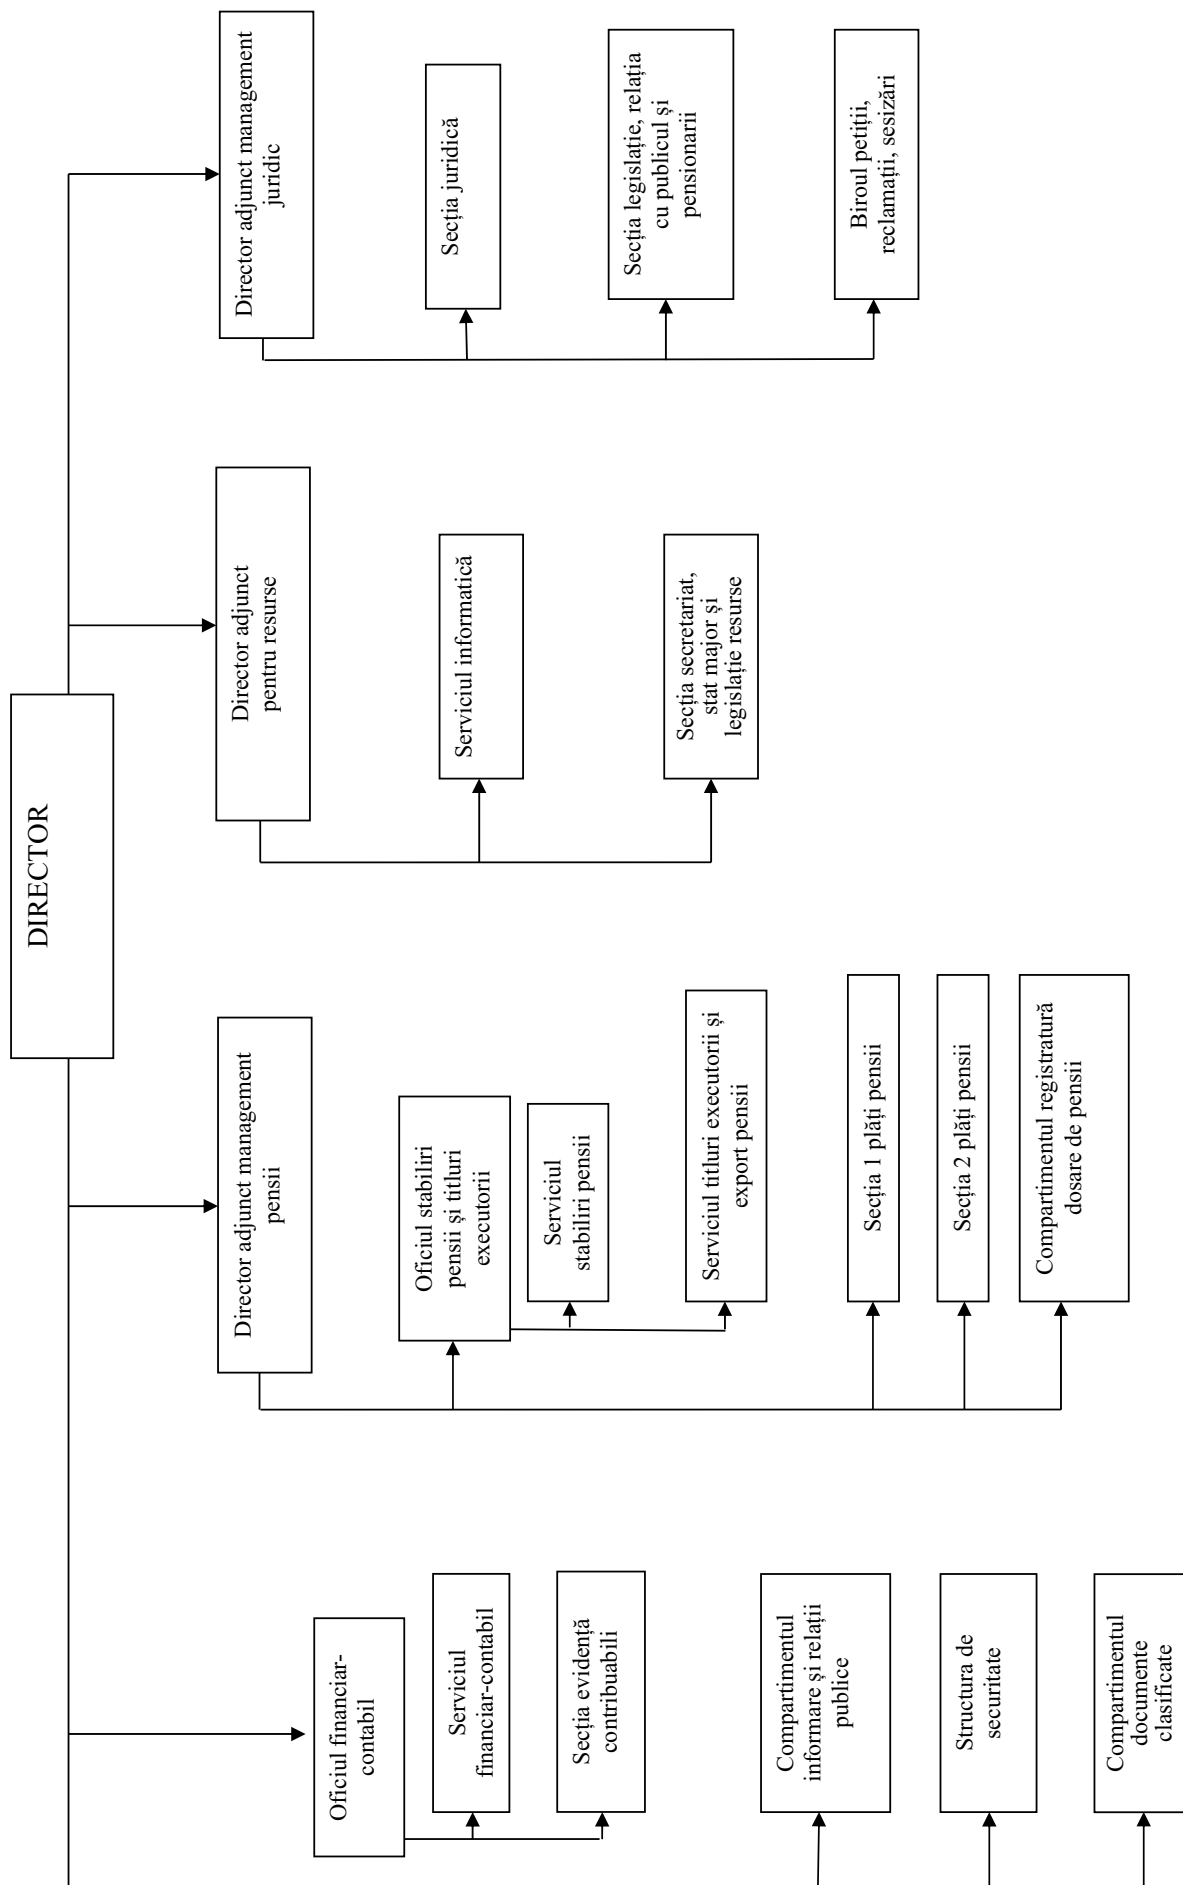 DIRECTOR
Oficiul financiar-
contabil
Serviciul
financiar-contabil
Secția evidență
contribuabili
Compartimentul
informare și relații
publice
Structura de
securitate
Compartimentul
documente
clasificate
Director adjunct management
pensii
Oficiul stabiliri
pensii și titluri
executorii
Serviciul
stabiliri pensii
Serviciul titluri executorii și
export pensii
Secția 1 plăți pensii
Secția 2 plăți pensii
Compartimentul registratură
dosare de pensii
Director adjunct
pentru resurse
Serviciul informatică
Secția secretariat,
stat major și
legislație resurse
Director adjunct management
juridic
Secția juridică
Secția legislație, relația
cu publicul și
pensionarii
Biroul petiții,
reclamații, sesizări